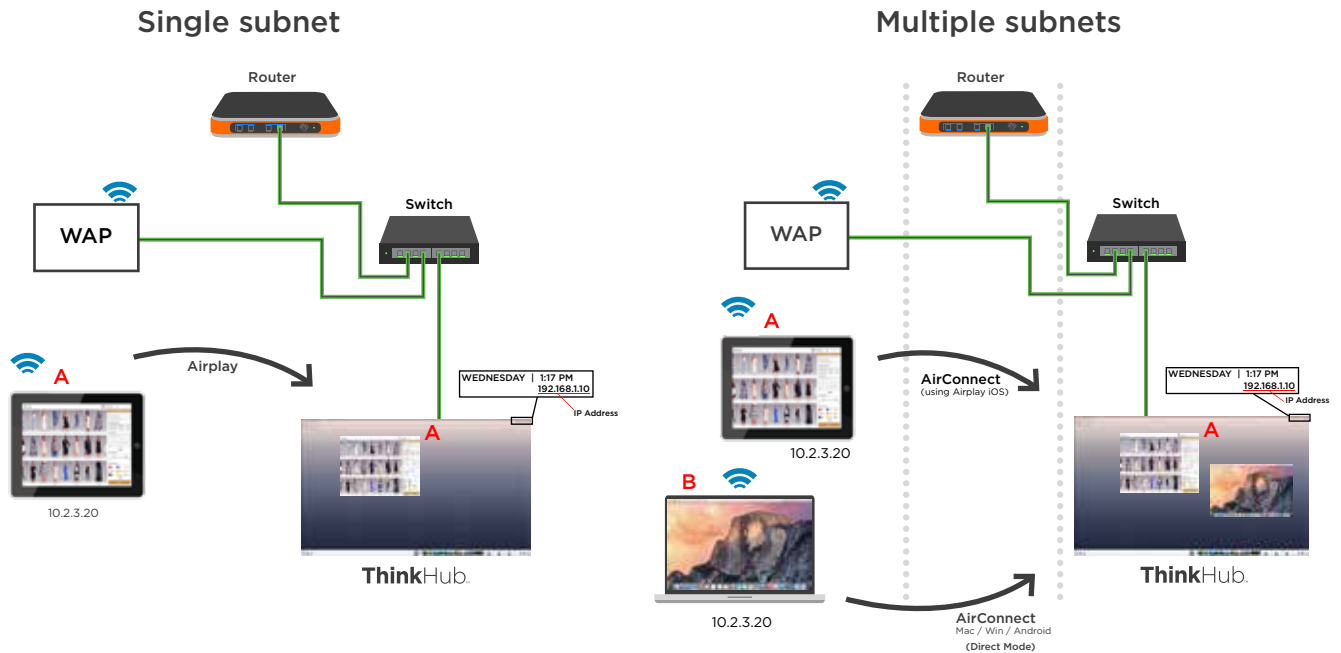 Single subnet
Router
Switch
WAP
A
Airplay
WEDNESDAY | 1:17 PM
192.168.1.10
IP Address
A
10.2.3.20
ThinkHub.
Multiple subnets
Router
Switch
WAP
A
AirConnect
(using Airplay iOS)
WEDNESDAY | 1:17 PM
192.168.1.10
IP Address
A
10.2.3.20
B
10.2.3.20
ThinkHub.
AirConnect
Mac / Win / Android
(Direct Mode)